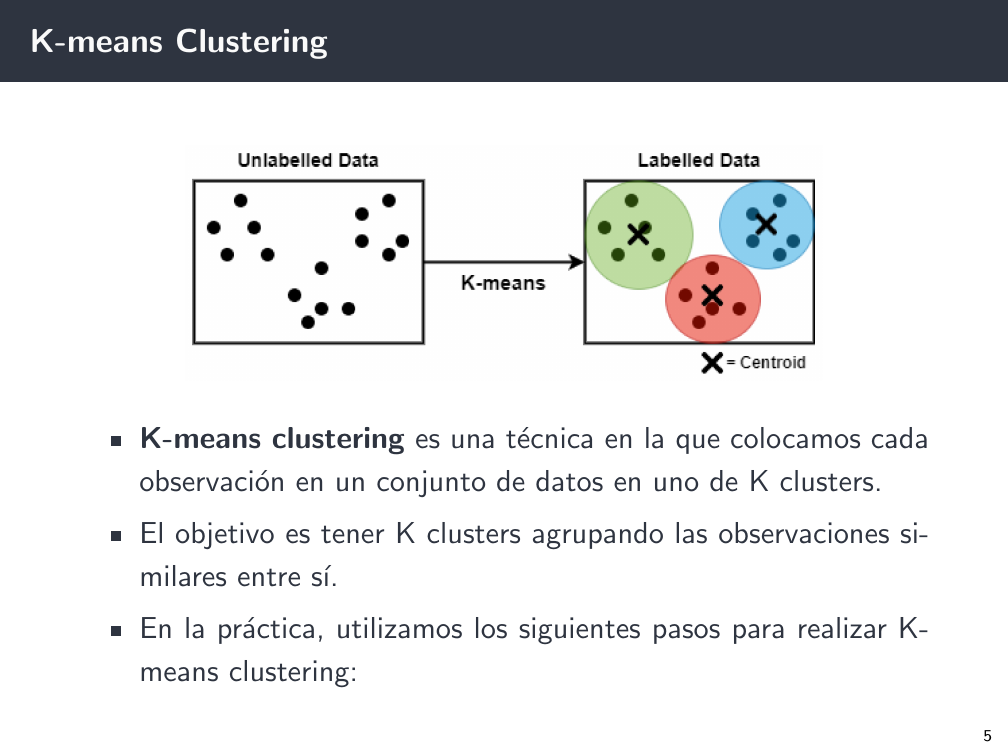 K-means Clustering
Unlabelled Data
Labelled Data
K-means
= Centroid
K-means clustering es una técnica en la que colocamos cada
observación en un conjunto de datos en uno de K clusters.
El objetivo es tener K clusters agrupando las observaciones si-
milares entre sí.
En la práctica, utilizamos los siguientes pasos para realizar K-
means clustering:
5